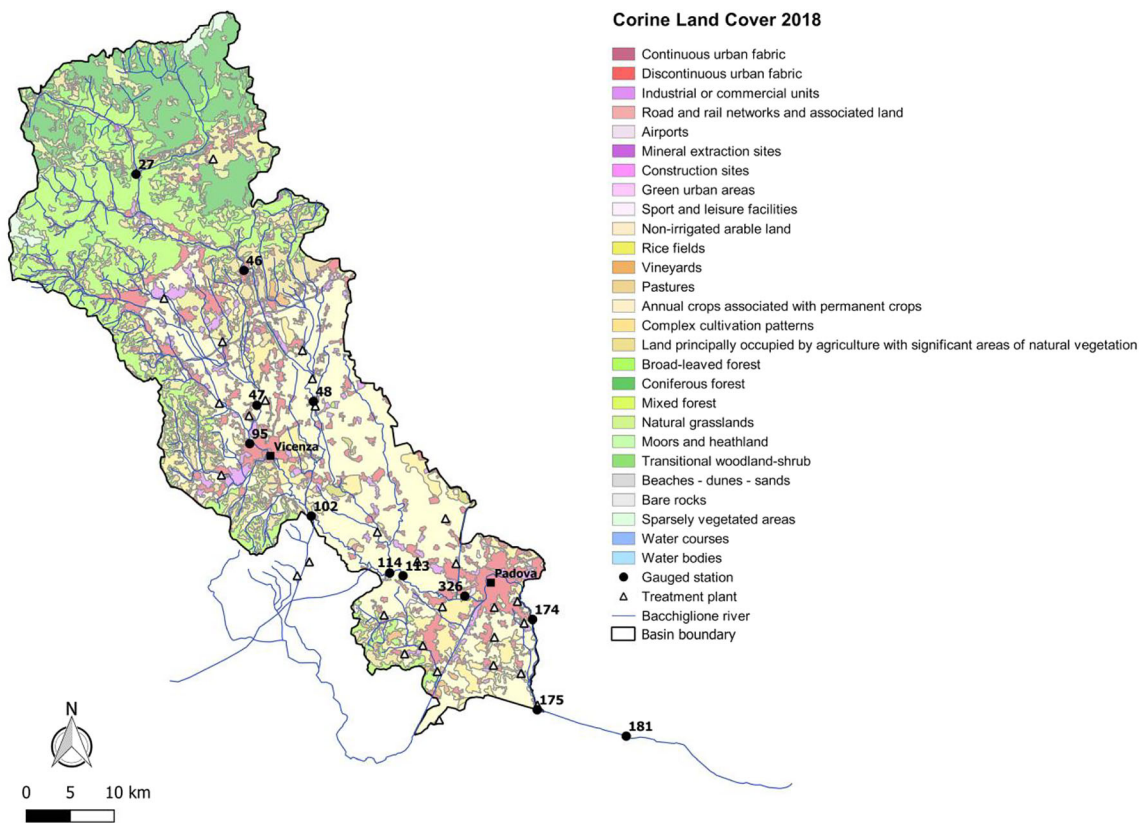 Corine Land Cover 2018
Continuous urban fabric
Discontinuous urban fabric
Industrial or commercial units
Road and rail networks and associated land
Airports
Mineral extraction sites
Construction sites
Green urban areas
Sport and leisure facilities
Non-irrigated arable land
Rice fields
Vineyards
Pastures
Annual crops associated with permanent crops
Complex cultivation patterns
Land principally occupied by agriculture with significant areas of natural vegetation
Broad-leaved forest
Coniferous forest
Mixed forest
Natural grasslands
Moors and heathland
Transitional woodland-shrub
Beaches - dunes - sands
Bare rocks
Sparsely vegetated areas
Water courses
Water bodies
Gauged station
Treatment plant
Bacchiglione river
Basin boundary
27
46
47
48
95
Vicenza
102
114
113
326
Padova
174
175
181
N
0 5 10 km